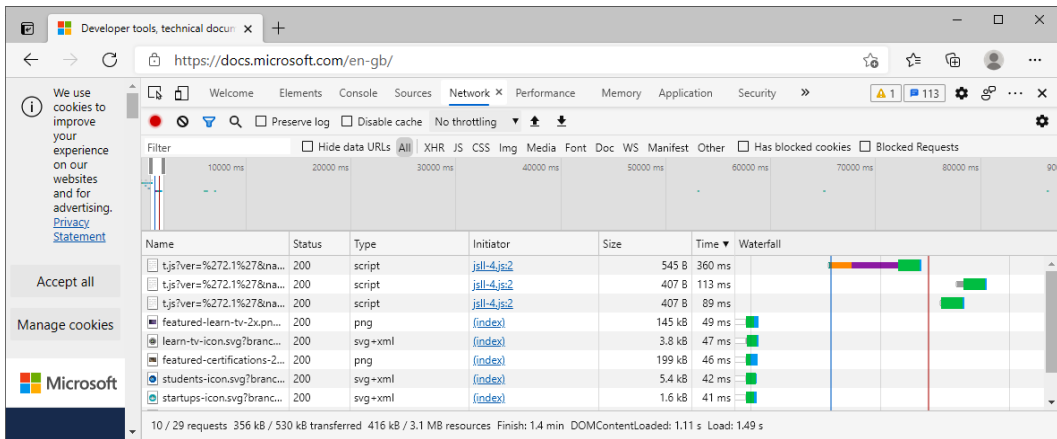 Developer tools, technical docum
https://docs.microsoft.com/en-gb/
We use
cookies to
improve
your
experience
on our
websites
and for
advertising.
Privacy
Statement
Accept all
Manage cookies
Microsoft
Welcome Elements Console Sources Network Performance Memory Application Security 1 113
Preserve log Disable cache No throttling
Filter Hide data URLs All XHR JS CSS Img Media Font Doc WS Manifest Other Has blocked cookies Blocked Requests
10000 ms 20000 ms 30000 ms 40000 ms 50000 ms 60000 ms 70000 ms 80000 ms 90
Name Status Type Initiator Size Time ▼ Waterfall
t.js?ver=%272.1%27&na... 200 script jsll-4.js:2 545 B 360 ms
t.js?ver=%272.1%27&na... 200 script jsll-4.js:2 407 B 113 ms
t.js?ver=%272.1%27&na... 200 script jsll-4.js:2 407 B 89 ms
featured-learn-tv-2x.pn... 200 png (index) 145 kB 49 ms
learn-tv-icon.svg?branc... 200 svg+xml (index) 3.8 kB 47 ms
featured-certifications-2... 200 png (index) 199 kB 46 ms
students-icon.svg?branc... 200 svg+xml (index) 5.4 kB 42 ms
startups-icon.svg?branc... 200 svg+xml (index) 1.6 kB 41 ms
10 / 29 requests 356 kB / 530 kB transferred 416 kB / 3.1 MB resources Finish: 1.4 min DOMContentLoaded: 1.11 s Load: 1.49 s